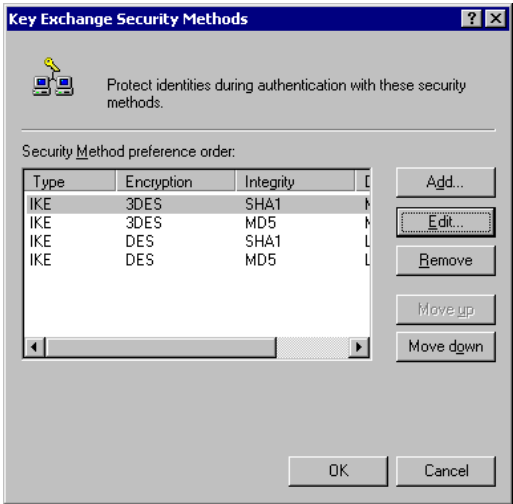 Key Exchange Security Methods
Protect identities during authentication with these security
methods.
Security Method preference order:
Type Encryption Integrity
IKE 3DES SHA1
IKE 3DES MD5
IKE DES SHA1
IKE DES MD5
Add...
Edit...
Remove
Move up
Move down
OK Cancel